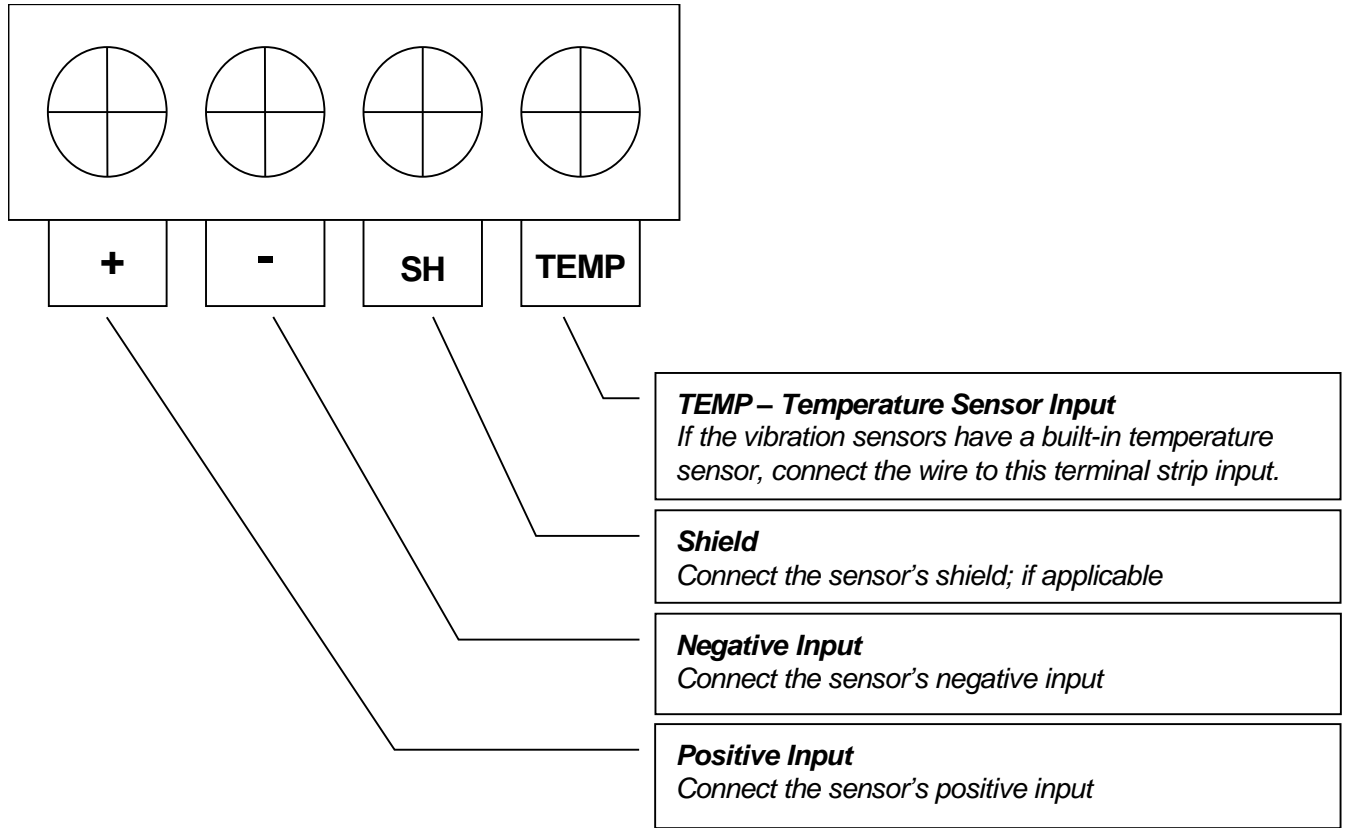 + - SH TEMP
TEMP – Temperature Sensor Input
If the vibration sensors have a built-in temperature
sensor, connect the wire to this terminal strip input.
Shield
Connect the sensor’s shield; if applicable
Negative Input
Connect the sensor’s negative input
Positive Input
Connect the sensor’s positive input